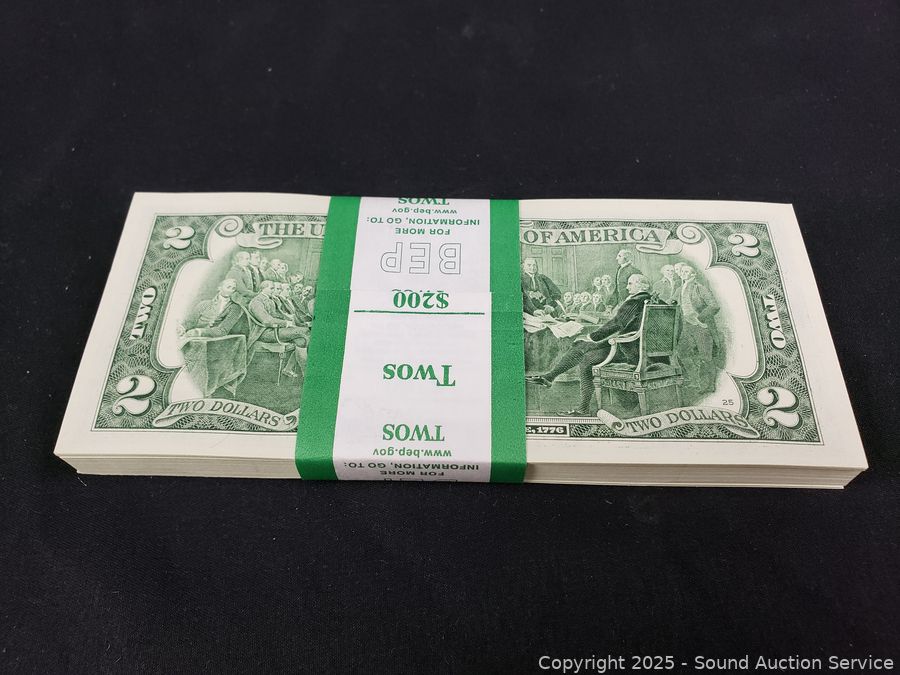 2
THE U
OF AMERICA
2
TWO
TWO
2
TWO DOLLARS
25
TWO DOLLARS
2
, 1776
TWOS
www.bep.gov
INFORMATION, GO TO:
FOR MORE
BEP
$200
Twos
TWOS
www.bep.gov
INFORMATION, GO TO:
FOR MORE
Copyright 2025 - Sound Auction Service